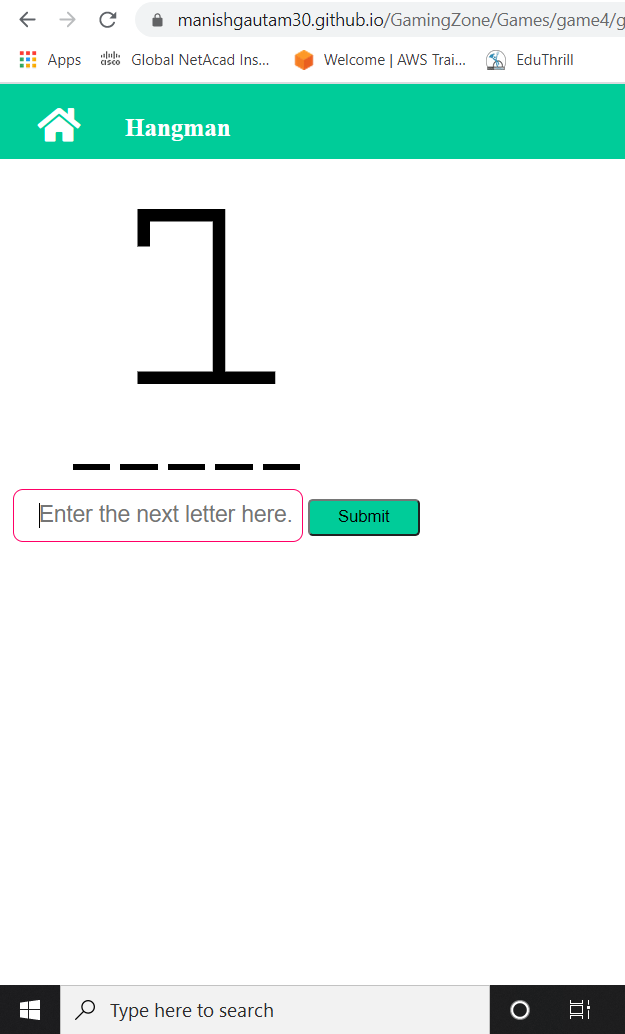 manishgautam30.github.io/GamingZone/Games/game4/g
Apps Global NetAcad Ins... Welcome | AWS Trai... EduThrill
Hangman
Enter the next letter here. Submit
Type here to search